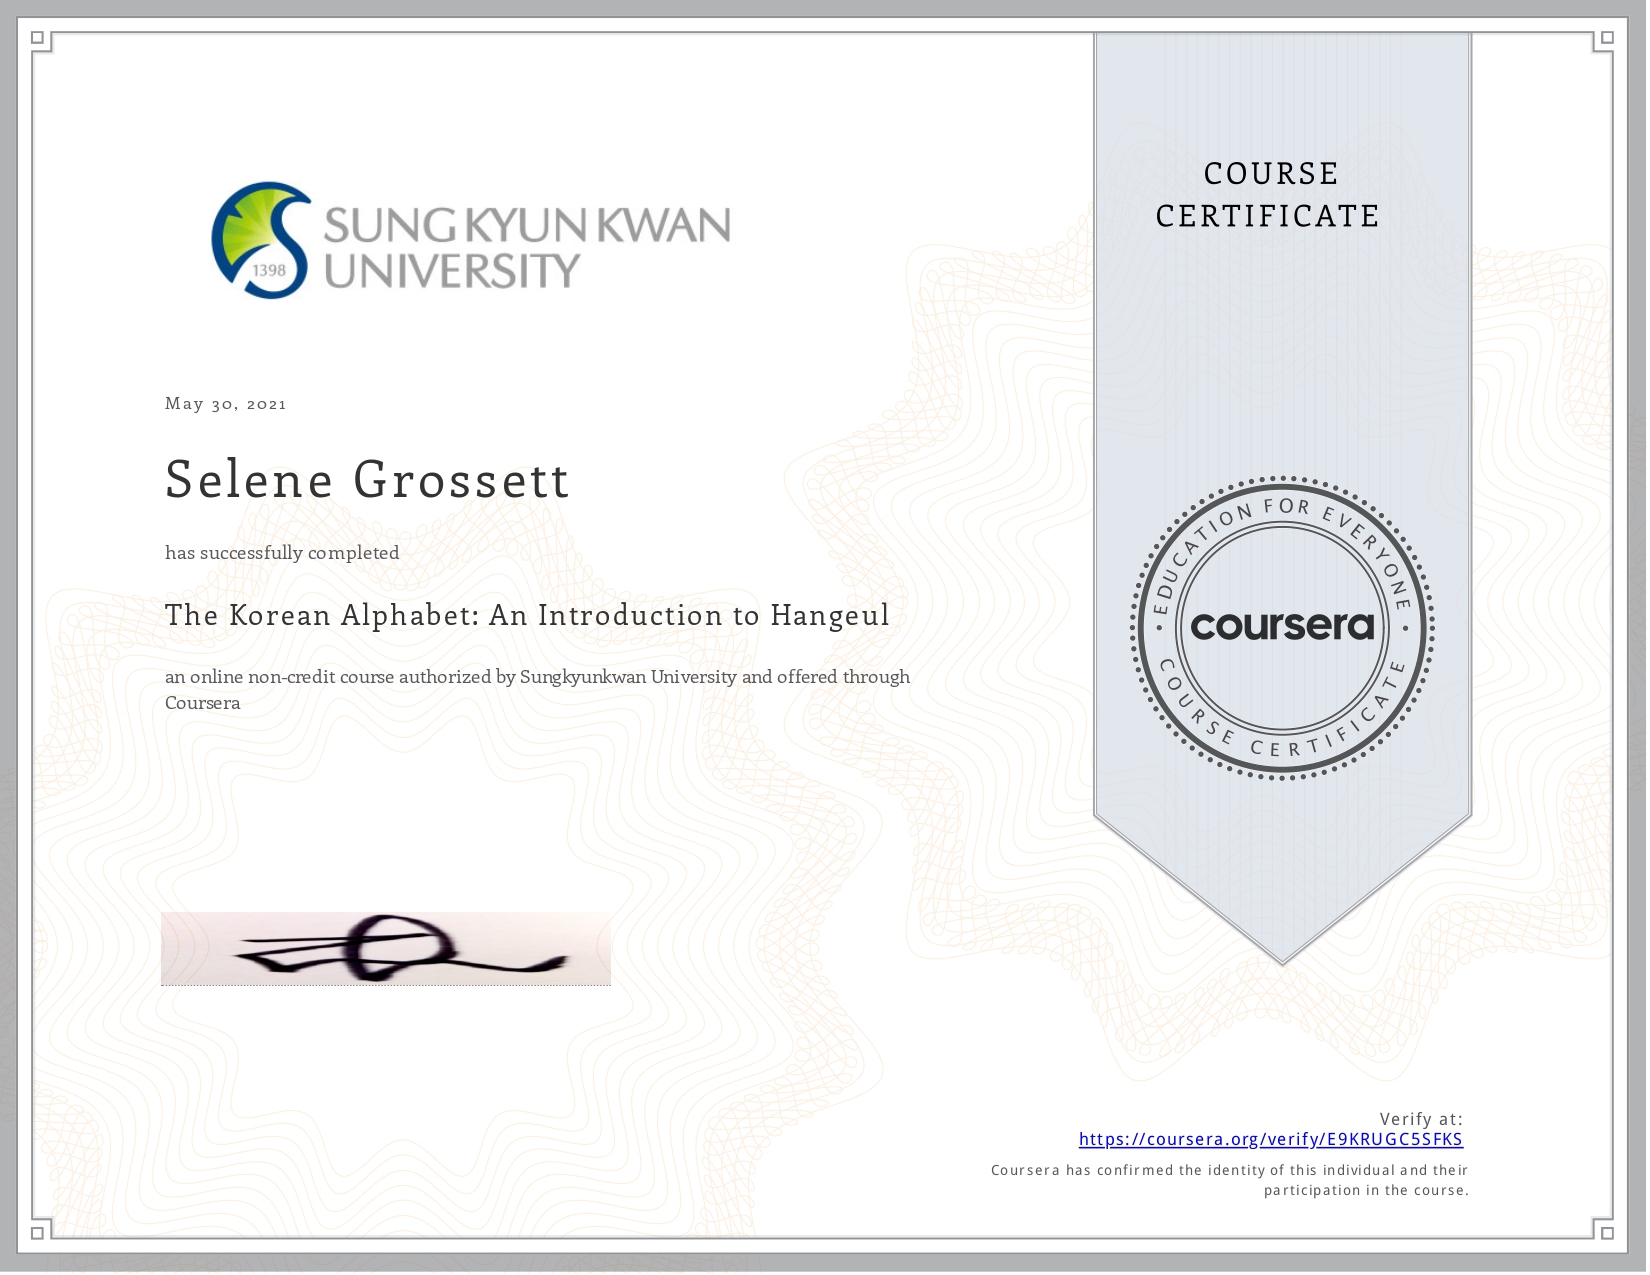 COURSE
CERTIFICATE
SUNG KYUN KWAN
UNIVERSITY
1398
May 30, 2021
Selene Grossett
has successfully completed
The Korean Alphabet: An Introduction to Hangeul
an online non-credit course authorized by Sungkyunkwan University and offered through
Coursera
EDUCATION FOR EVERYONE
coursera
COURSE CERTIFICATE
Verify at:
https://coursera.org/verify/E9KRUGC5SFKS
Coursera has confirmed the identity of this individual and their
participation in the course.